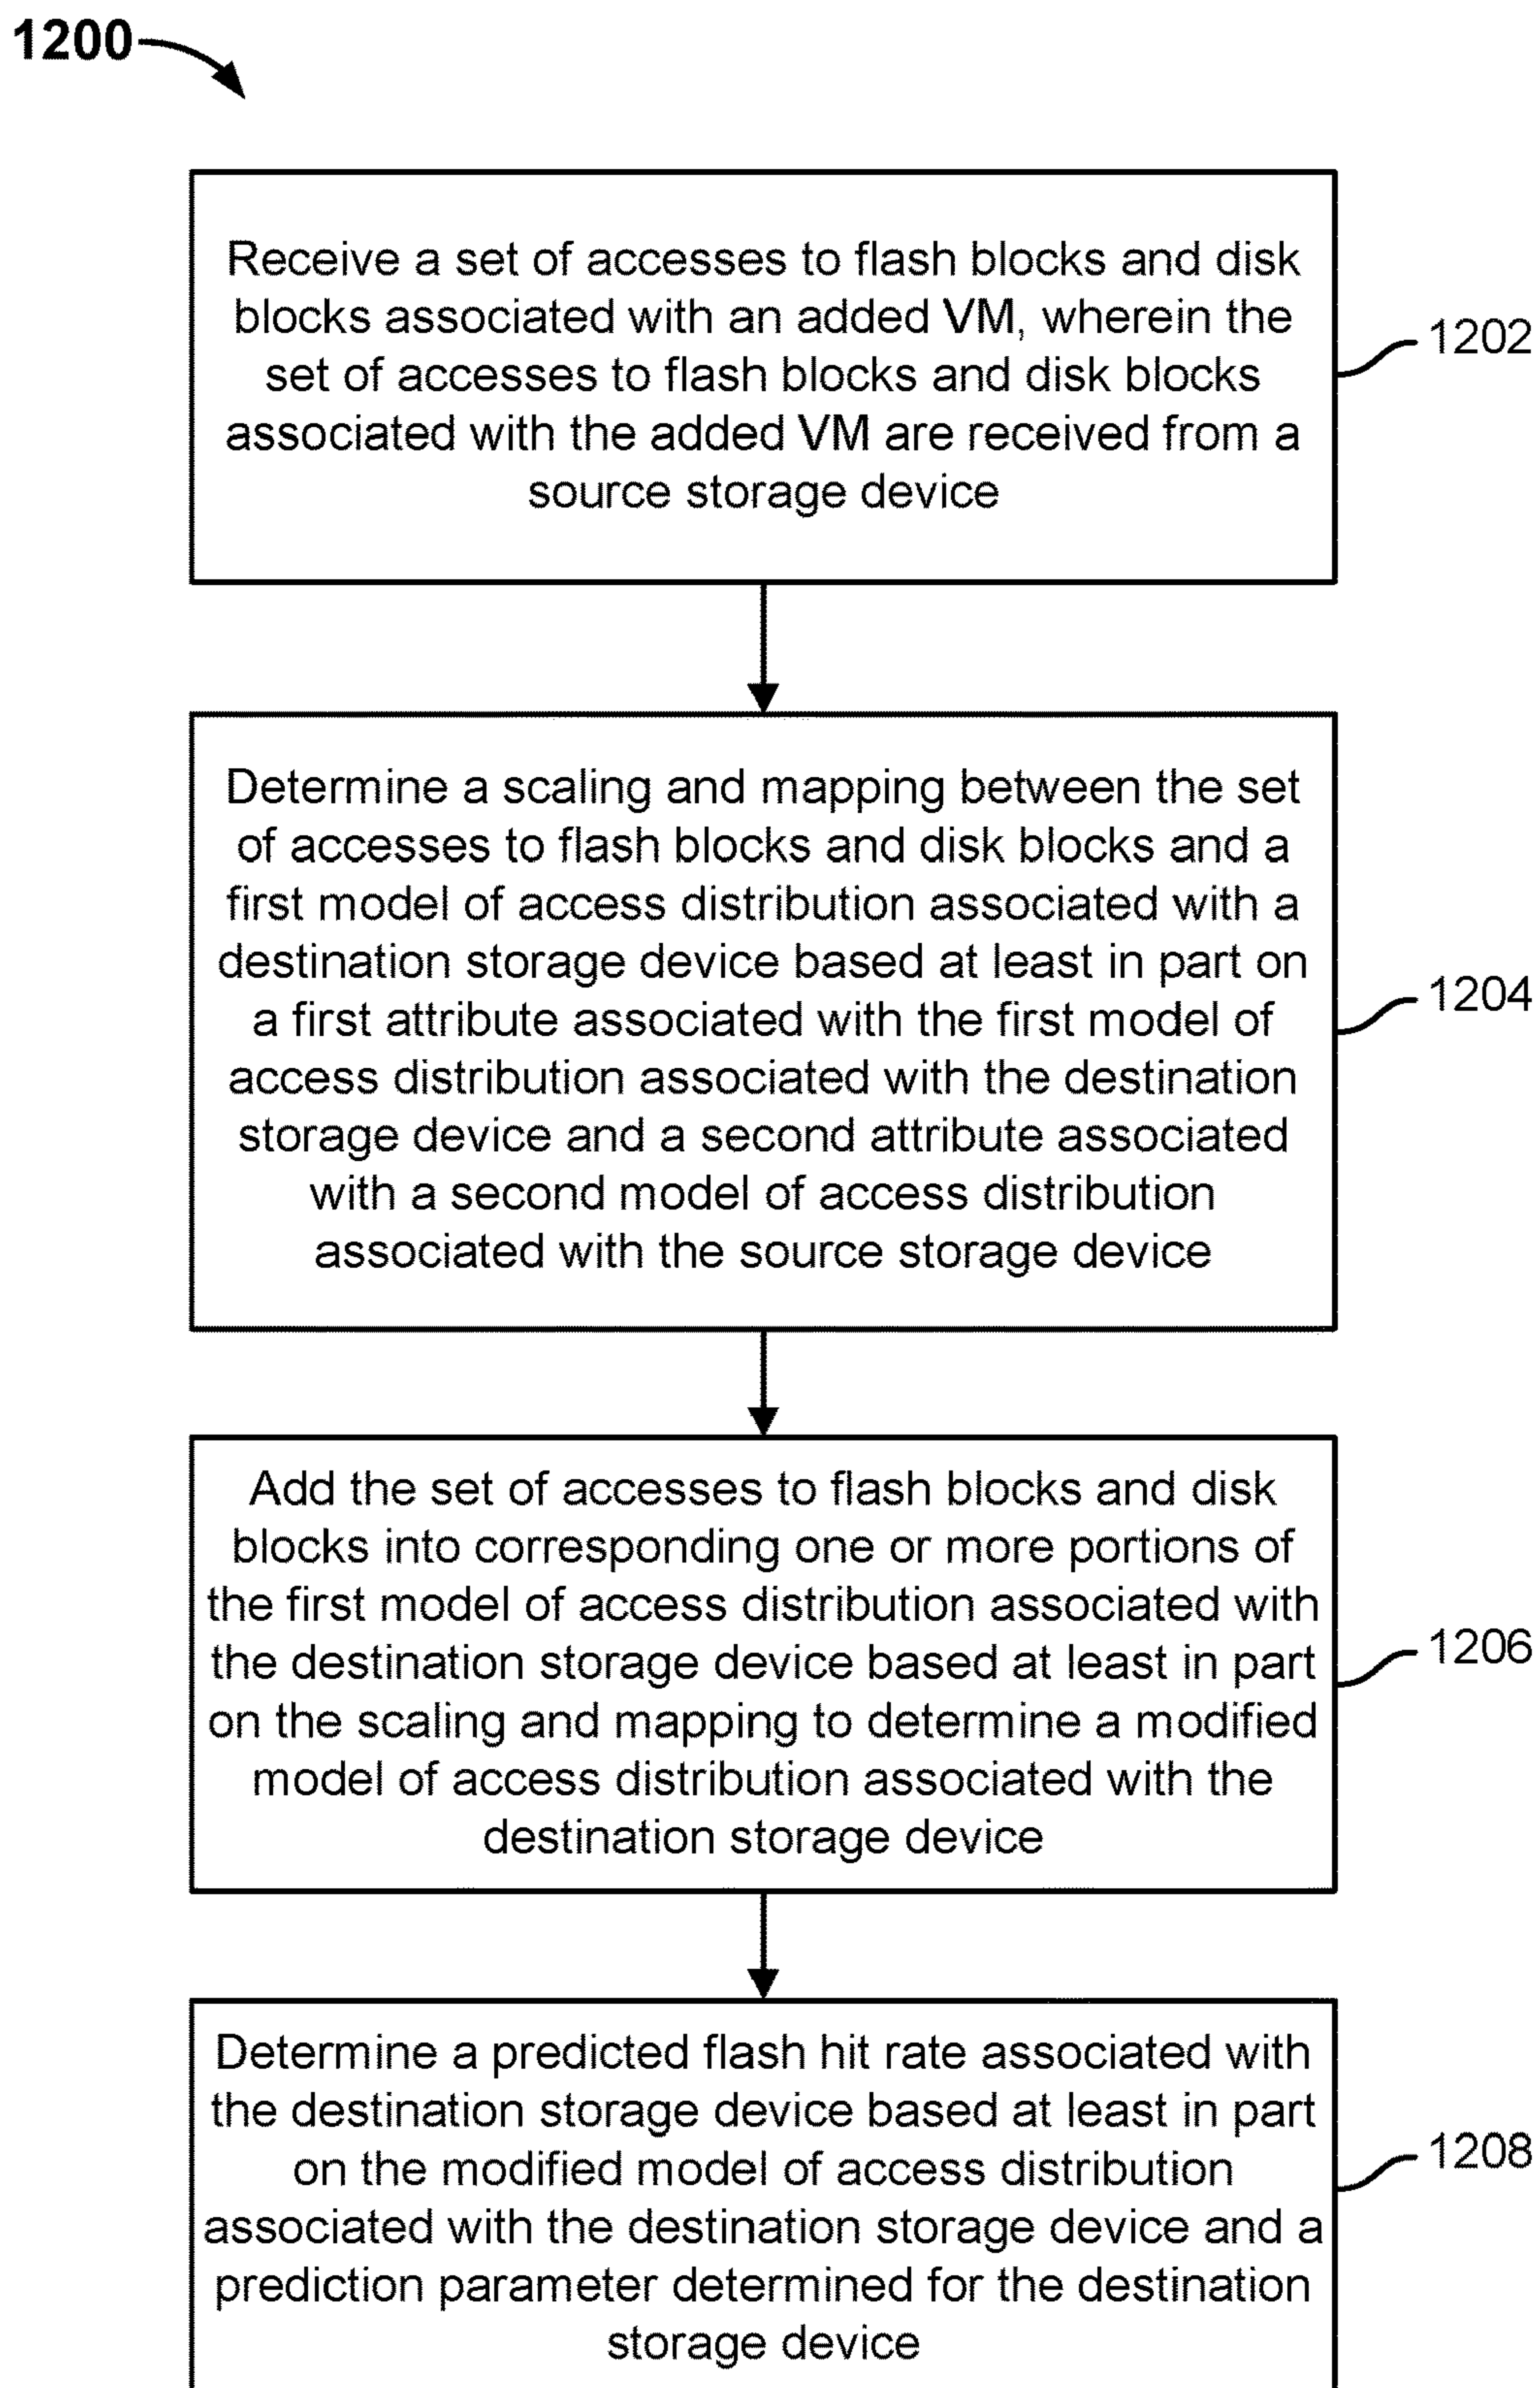 1200
Receive a set of accesses to flash blocks and disk
blocks associated with an added VM, wherein the
set of accesses to flash blocks and disk blocks
associated with the added VM are received from a
source storage device
1202
Determine a scaling and mapping between the set
of accesses to flash blocks and disk blocks and a
first model of access distribution associated with a
destination storage device based at least in part on
a first attribute associated with the first model of
access distribution associated with the destination
storage device and a second attribute associated
with a second model of access distribution
associated with the source storage device
1204
Add the set of accesses to flash blocks and disk
blocks into corresponding one or more portions of
the first model of access distribution associated with
the destination storage device based at least in part
on the scaling and mapping to determine a modified
model of access distribution associated with the
destination storage device
1206
Determine a predicted flash hit rate associated with
the destination storage device based at least in part
on the modified model of access distribution
associated with the destination storage device and a
prediction parameter determined for the destination
storage device
1208